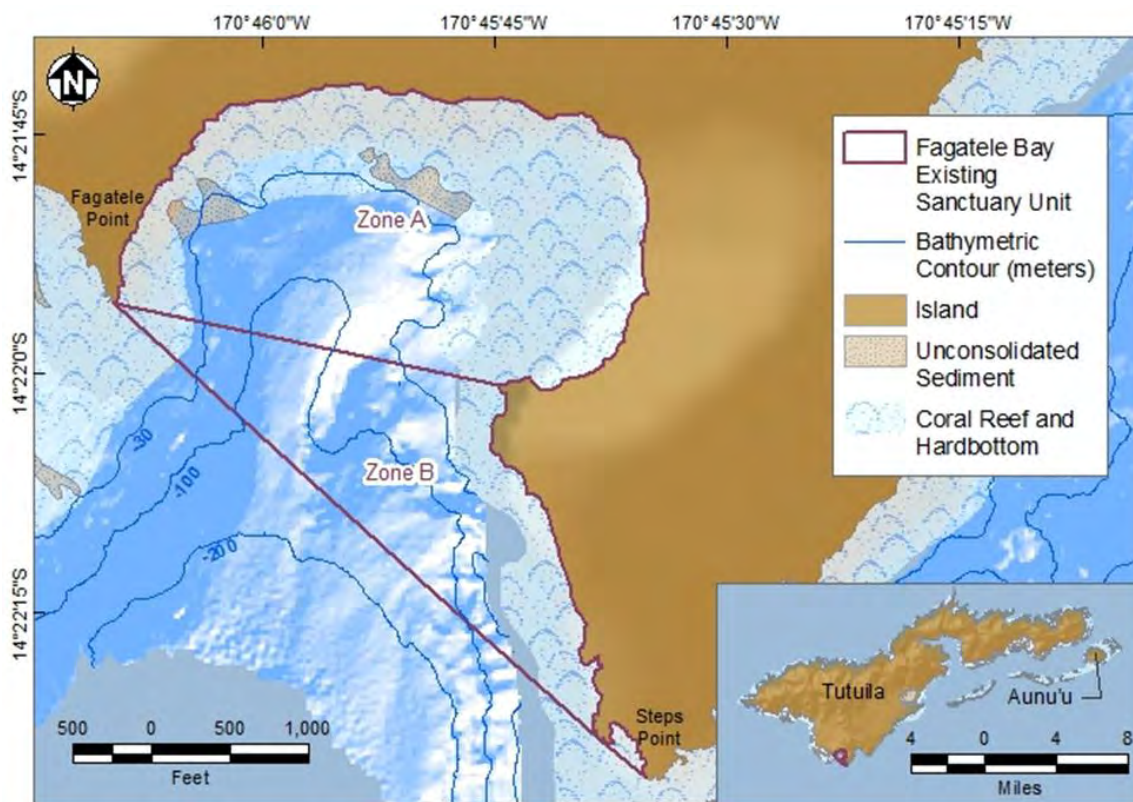 170°46'0"W
170°45'45"W
170°45'30"W
170°45'15"W
N
14°21'45"S
14°22'0"S
14°22'15"S
Fagatele
Point
Zone A
Zone B
-30
-100
-200
Steps
Point
Fagatele Bay
Existing
Sanctuary Unit
Bathymetric
Contour (meters)
Island
Unconsolidated
Sediment
Coral Reef and
Hardbottom
500 0 500 1,000
Feet
Tutuila
Aunu'u
4 0 4 8
Miles